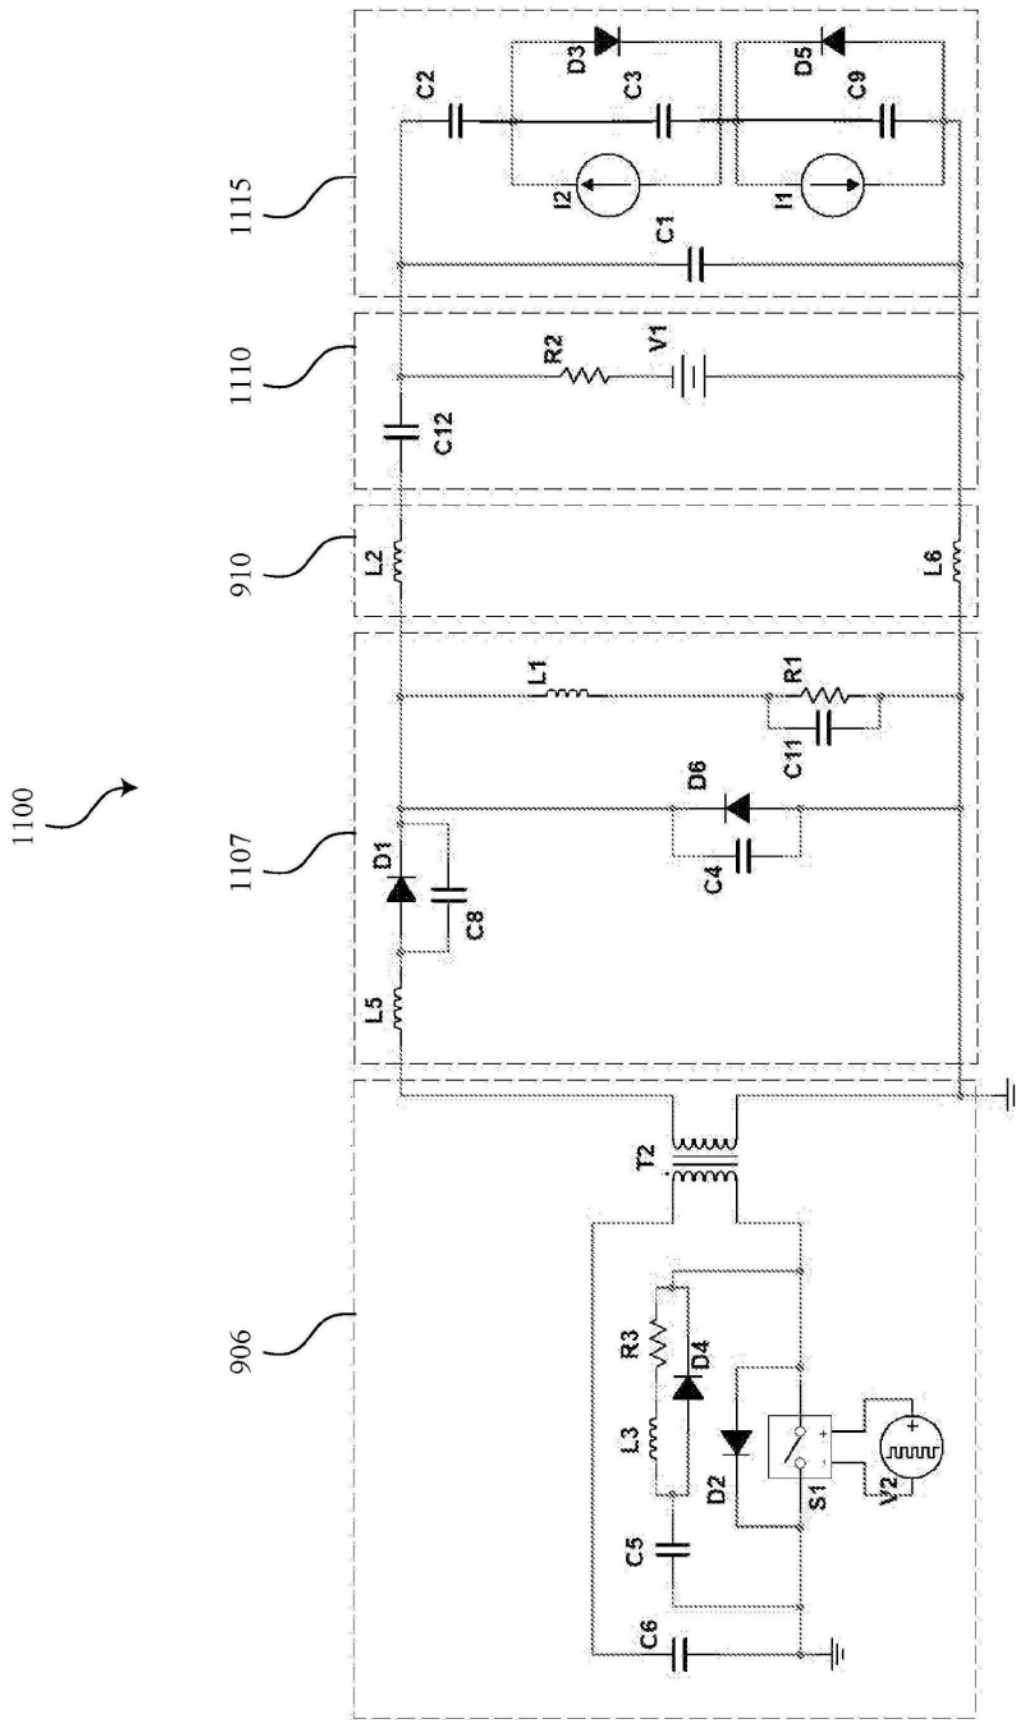 1100
906
1107
910
1110
1115
C6
C5
L3
R3
D4
D2
S1
V2
+
-
+
T2
L5
D1
C8
C4
D6
L1
C11
R1
L2
L6
C12
R2
V1
C1
C2
I2
C3
D3
I1
C9
D5